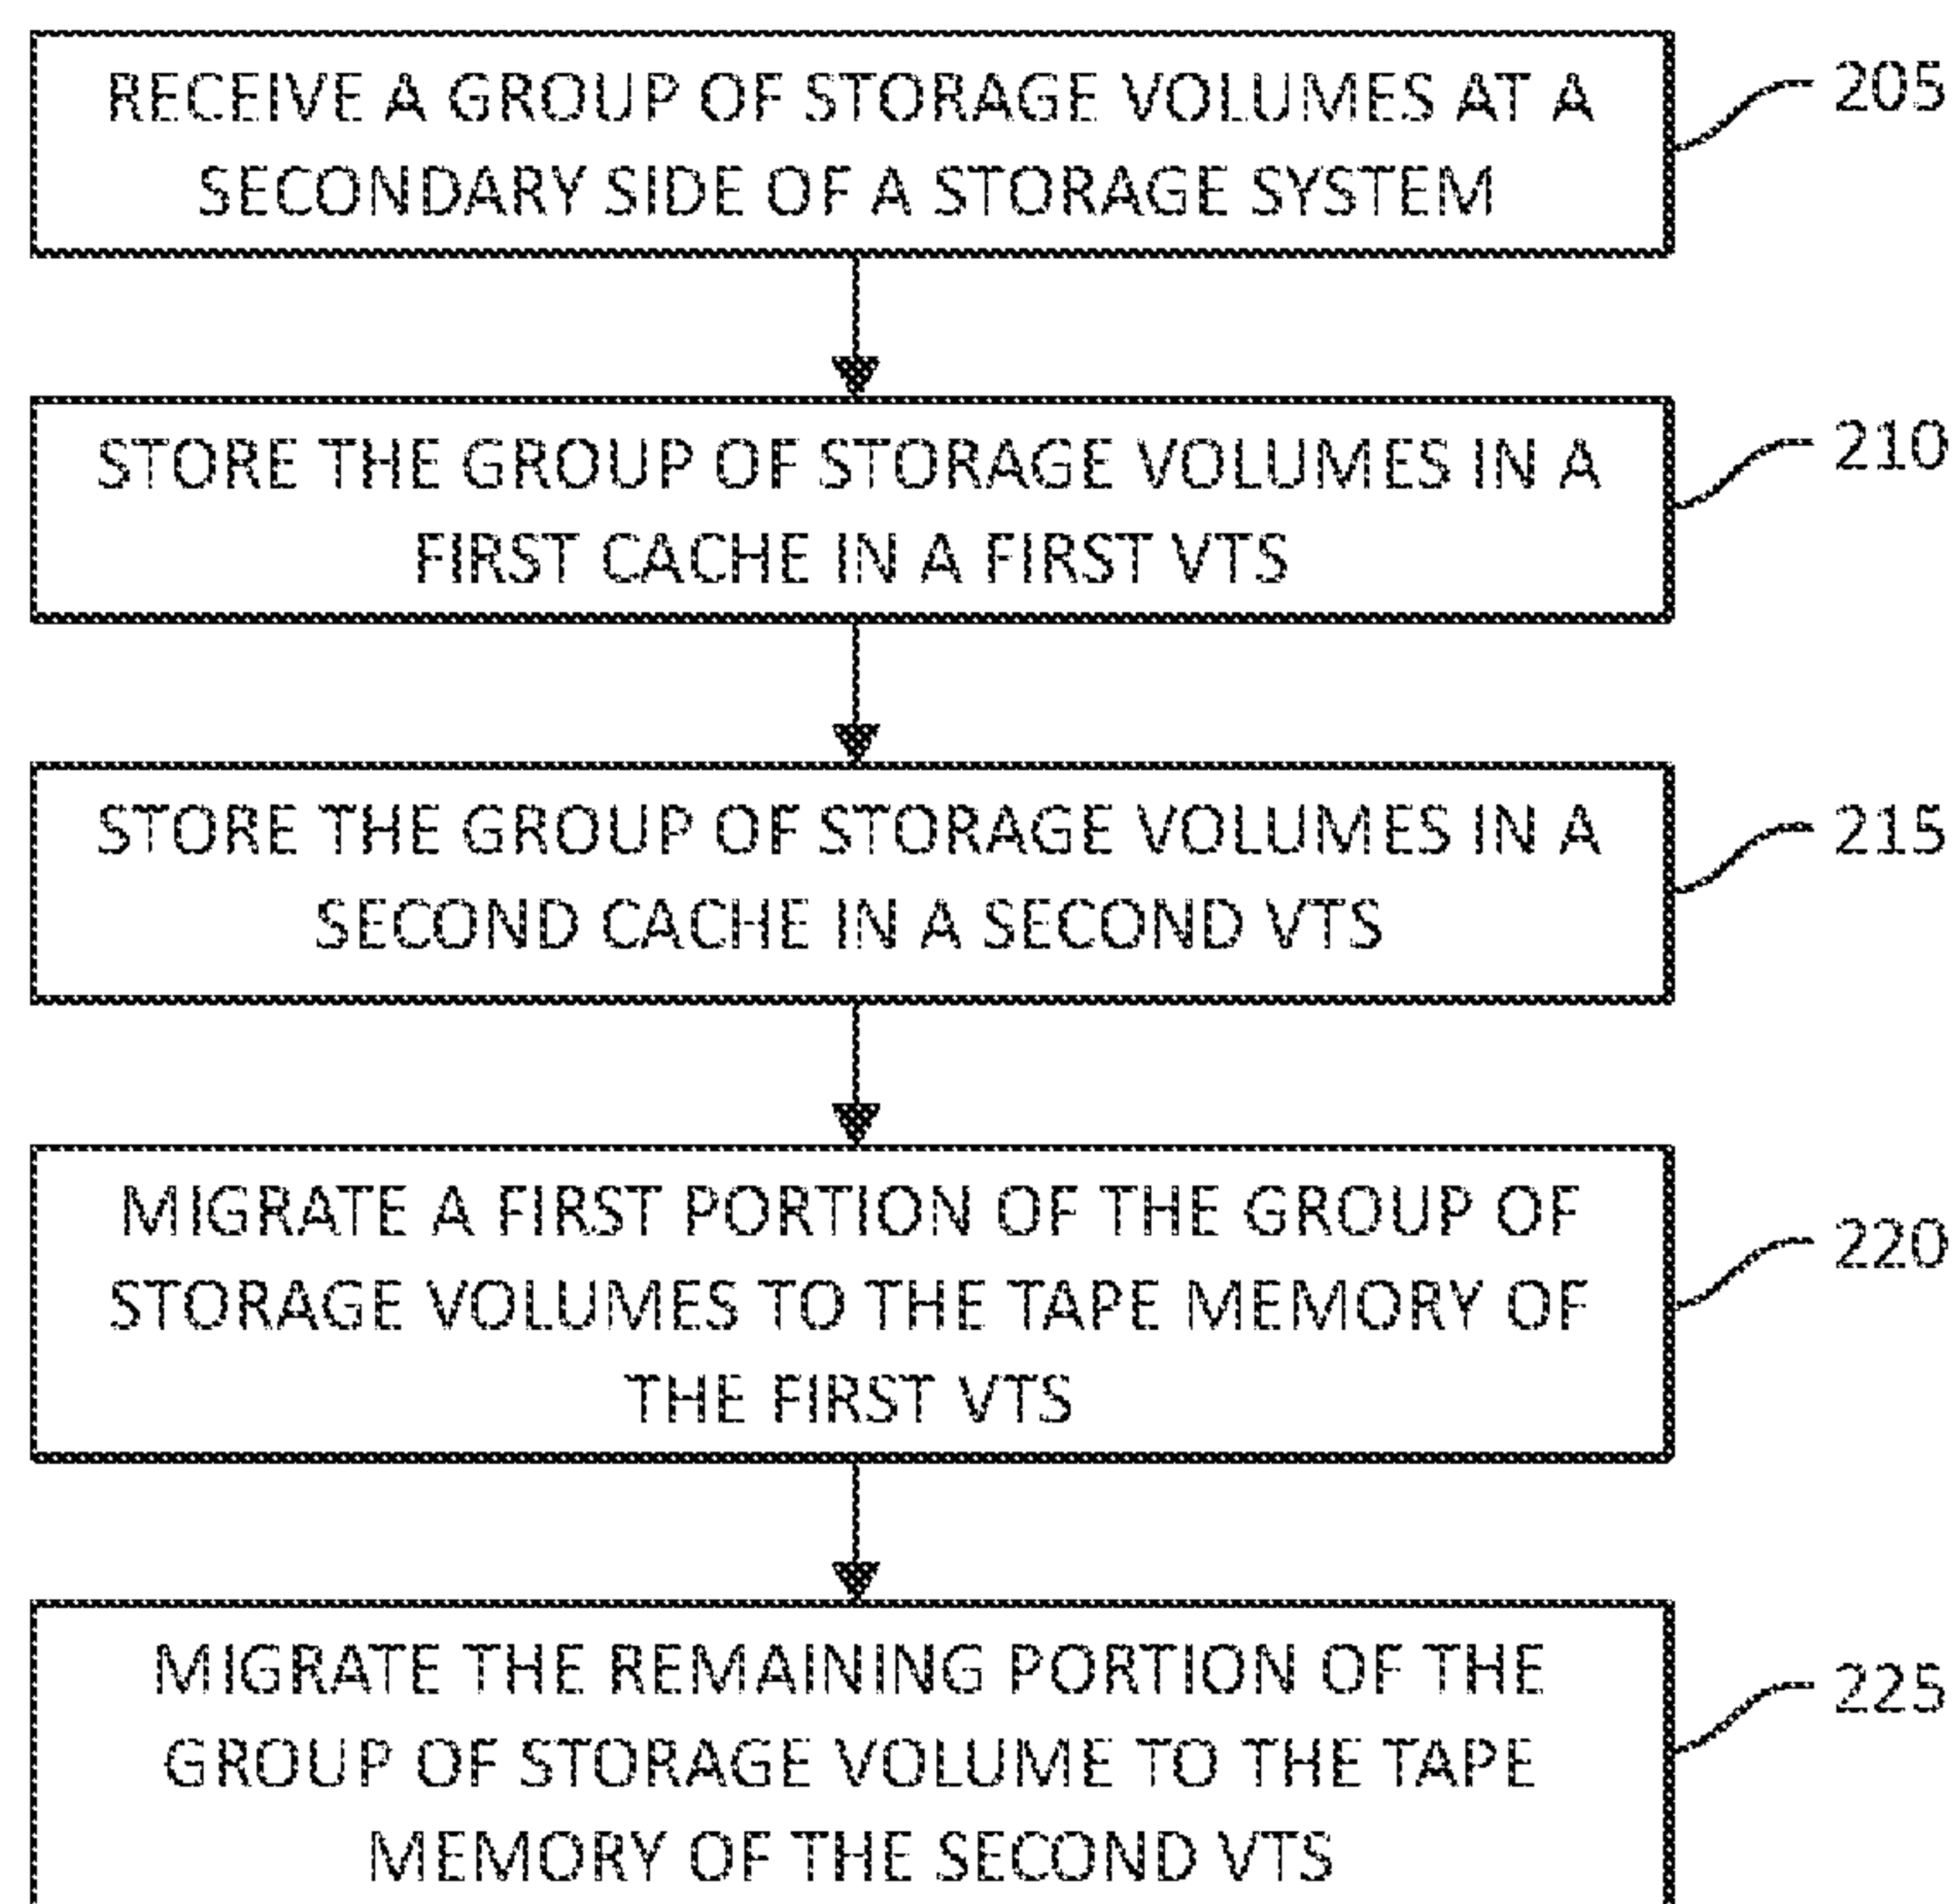 RECEIVE A GROUP OF STORAGE VOLUMES AT A
SECONDARY SIDE OF A STORAGE SYSTEM
205
STORE THE GROUP OF STORAGE VOLUMES IN A
FIRST CACHE IN A FIRST VTS
210
STORE THE GROUP OF STORAGE VOLUMES IN A
SECOND CACHE IN A SECOND VTS
215
MIGRATE A FIRST PORTION OF THE GROUP OF
STORAGE VOLUMES TO THE TAPE MEMORY OF
THE FIRST VTS
220
MIGRATE THE REMAINING PORTION OF THE
GROUP OF STORAGE VOLUME TO THE TAPE
MEMORY OF THE SECOND VTS
225